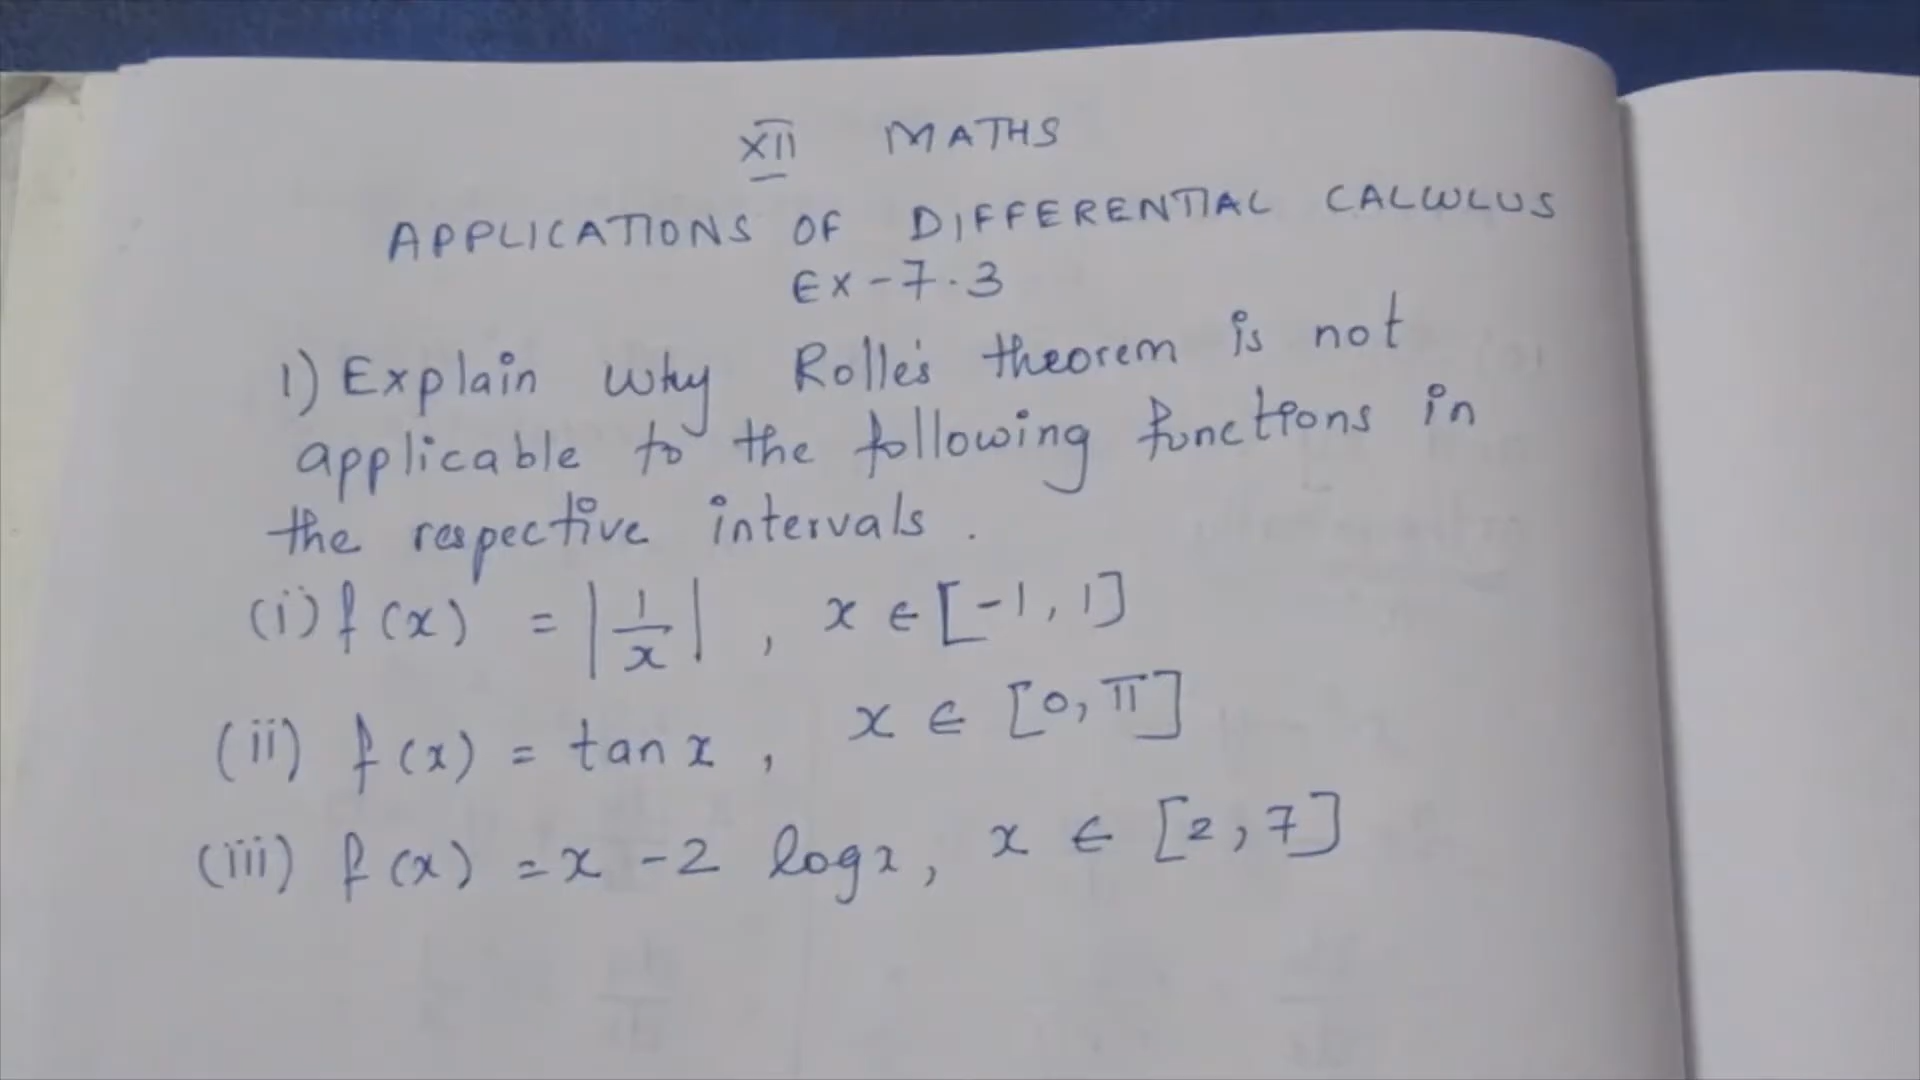 XII MATHS
APPLICATIONS OF DIFFERENTIAL CALCULUS
EX-7.3
1) Explain why Rolle's theorem is not
applicable to the following functions in
the respective intervals.
(i) f(x) = |1/x|, x ∈ [-1, 1]
(ii) f(x) = tan x, x ∈ [0, π]
(iii) f(x) = x - 2 log x, x ∈ [2, 7]